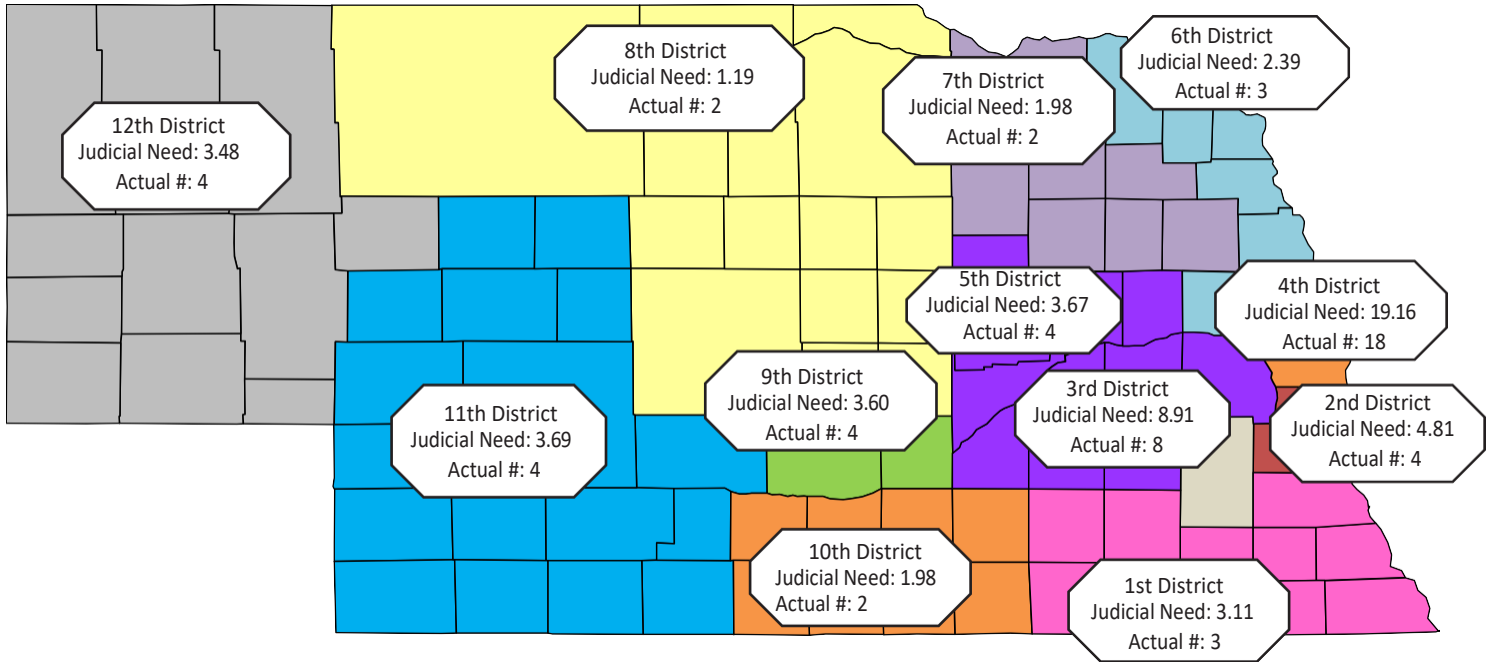 6th District
Judicial Need: 2.39
Actual #: 3
8th District
Judicial Need: 1.19
Actual #: 2
7th District
Judicial Need: 1.98
Actual #: 2
12th District
Judicial Need: 3.48
Actual #: 4
5th District
Judicial Need: 3.67
Actual #: 4
4th District
Judicial Need: 19.16
Actual #: 18
9th District
Judicial Need: 3.60
Actual #: 4
3rd District
Judicial Need: 8.91
Actual #: 8
2nd District
Judicial Need: 4.81
Actual #: 4
11th District
Judicial Need: 3.69
Actual #: 4
10th District
Judicial Need: 1.98
Actual #: 2
1st District
Judicial Need: 3.11
Actual #: 3